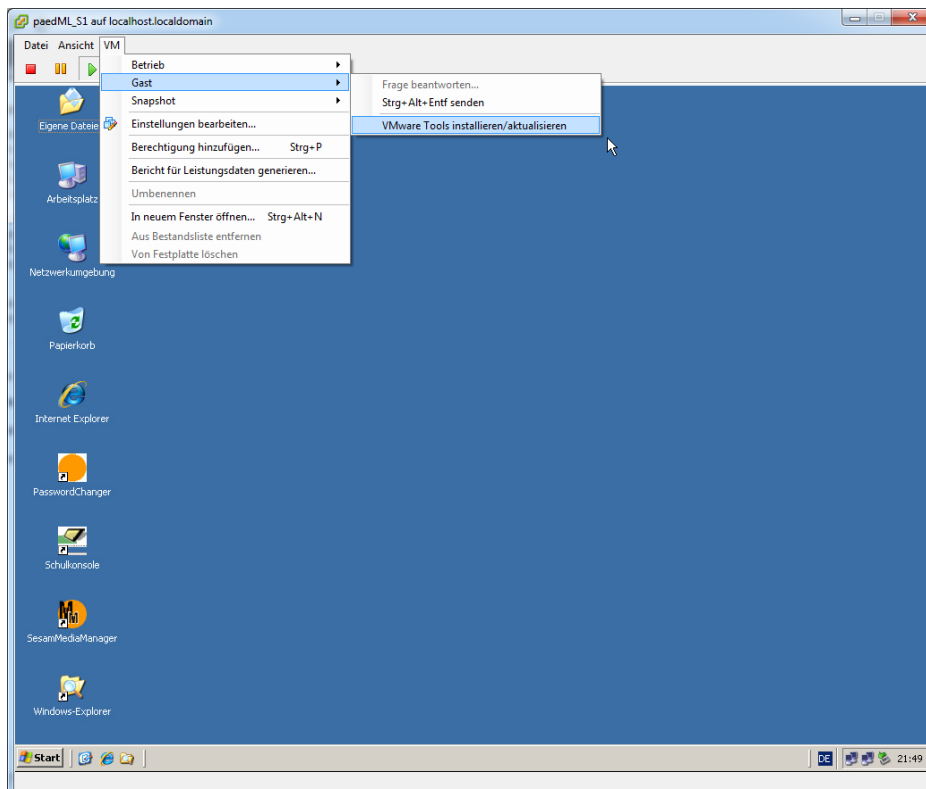 paedML_S1 auf localhost.localdomain
Datei Ansicht VM
Betrieb
Gast
Snapshot
Einstellungen bearbeiten...
Berechtigung hinzufügen... Strg+P
Bericht für Leistungsdaten generieren...
Umbenennen
In neuem Fenster öffnen... Strg+Alt+N
Aus Bestandsliste entfernen
Von Festplatte löschen
Frage beantworten...
Strg+Alt+Entf senden
VMware Tools installieren/aktualisieren
Eigene Dateie
Arbeitsplatz
Netzwerkumgebung
Papierkorb
Internet Explorer
PasswordChanger
Schulkonsole
SesamMediaManager
Windows-Explorer
Start
DE
21:49